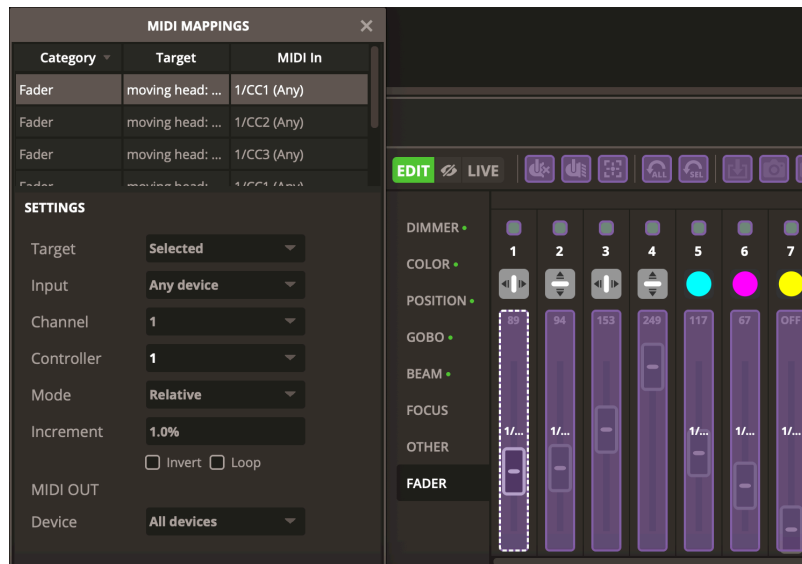 MIDI MAPPINGS
Category Target MIDI In
Fader moving head: ... 1/CC1 (Any)
Fader moving head: ... 1/CC2 (Any)
Fader moving head: ... 1/CC3 (Any)
SETTINGS
Target Selected
Input Any device
Channel 1
Controller 1
Mode Relative
Increment 1.0%
Invert Loop
MIDI OUT
Device All devices
EDIT LIVE
ALL SEL
DIMMER
COLOR
POSITION
GOBO
BEAM
FOCUS
OTHER
FADER
1 2 3 4 5 6 7
89 94 153 249 117 67 OFF
1/... 1/... 1/... 1/... 1/...